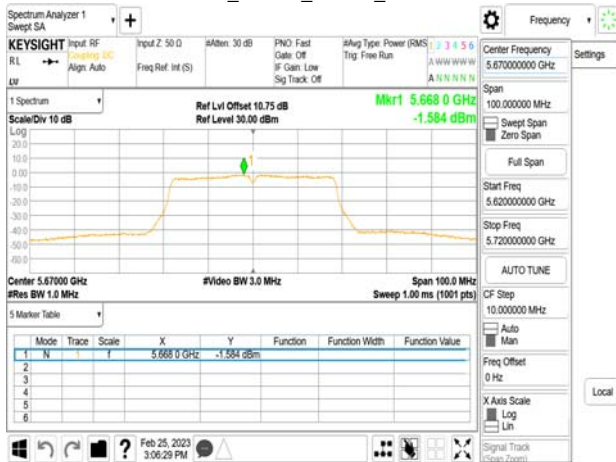 Spectrum Analyzer 1
Swept SA
+
Frequency
KEYSIGHT
RL
Input: RF
Coupling: DC
Align: Auto
Input Z: 50 Ω
Freq Ref: Int (S)
#Atten: 30 dB
PNO: Fast
Gate: Off
IF Gain: Low
Sig Track: Off
#Avg Type: Power (RMS
Trig: Free Run
1 2 3 4 5 6
A W W W W W
A N N N N N
Center Frequency
5.670000000 GHz
Settings
Span
100.000000 MHz
Swept Span
Zero Span
Full Span
Start Freq
5.620000000 GHz
Stop Freq
5.720000000 GHz
AUTO TUNE
CF Step
10.000000 MHz
Auto
Man
Freq Offset
0 Hz
X Axis Scale
Log
Lin
Signal Track
(Span Zoom)
Local
1 Spectrum
Scale/Div 10 dB
Ref Lvl Offset 10.75 dB
Ref Level 30.00 dBm
Mkr1 5.668 0 GHz
-1.584 dBm
Log
20.0
10.0
0.00
-10.0
-20.0
-30.0
-40.0
-50.0
-60.0
1
Center 5.67000 GHz
#Res BW 1.0 MHz
#Video BW 3.0 MHz
Span 100.0 MHz
Sweep 1.00 ms (1001 pts)
5 Marker Table
Mode Trace Scale X Y Function Function Width Function Value
1 N 1 f 5.668 0 GHz -1.584 dBm
2
3
4
5
6
?
Feb 25, 2023
3:06:29 PM